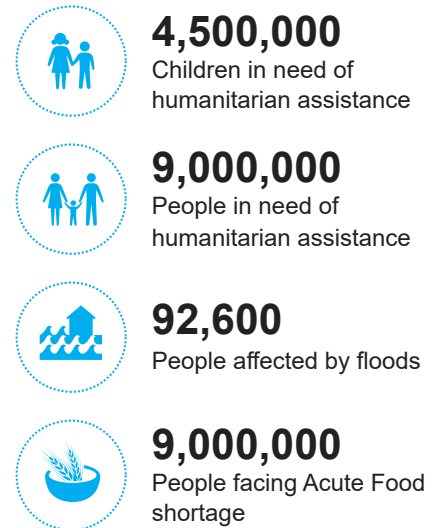 4,500,000
Children in need of
humanitarian assistance
9,000,000
People in need of
humanitarian assistance
92,600
People affected by floods
9,000,000
People facing Acute Food
shortage